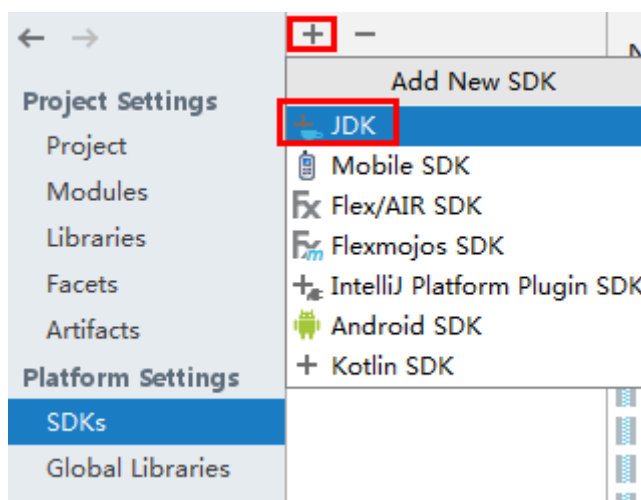 Project Settings
Project
Modules
Libraries
Facets
Artifacts
Platform Settings
SDKs
Global Libraries
Add New SDK
JDK
Mobile SDK
Flex/AIR SDK
Flexmojos SDK
IntelliJ Platform Plugin SDK
Android SDK
Kotlin SDK